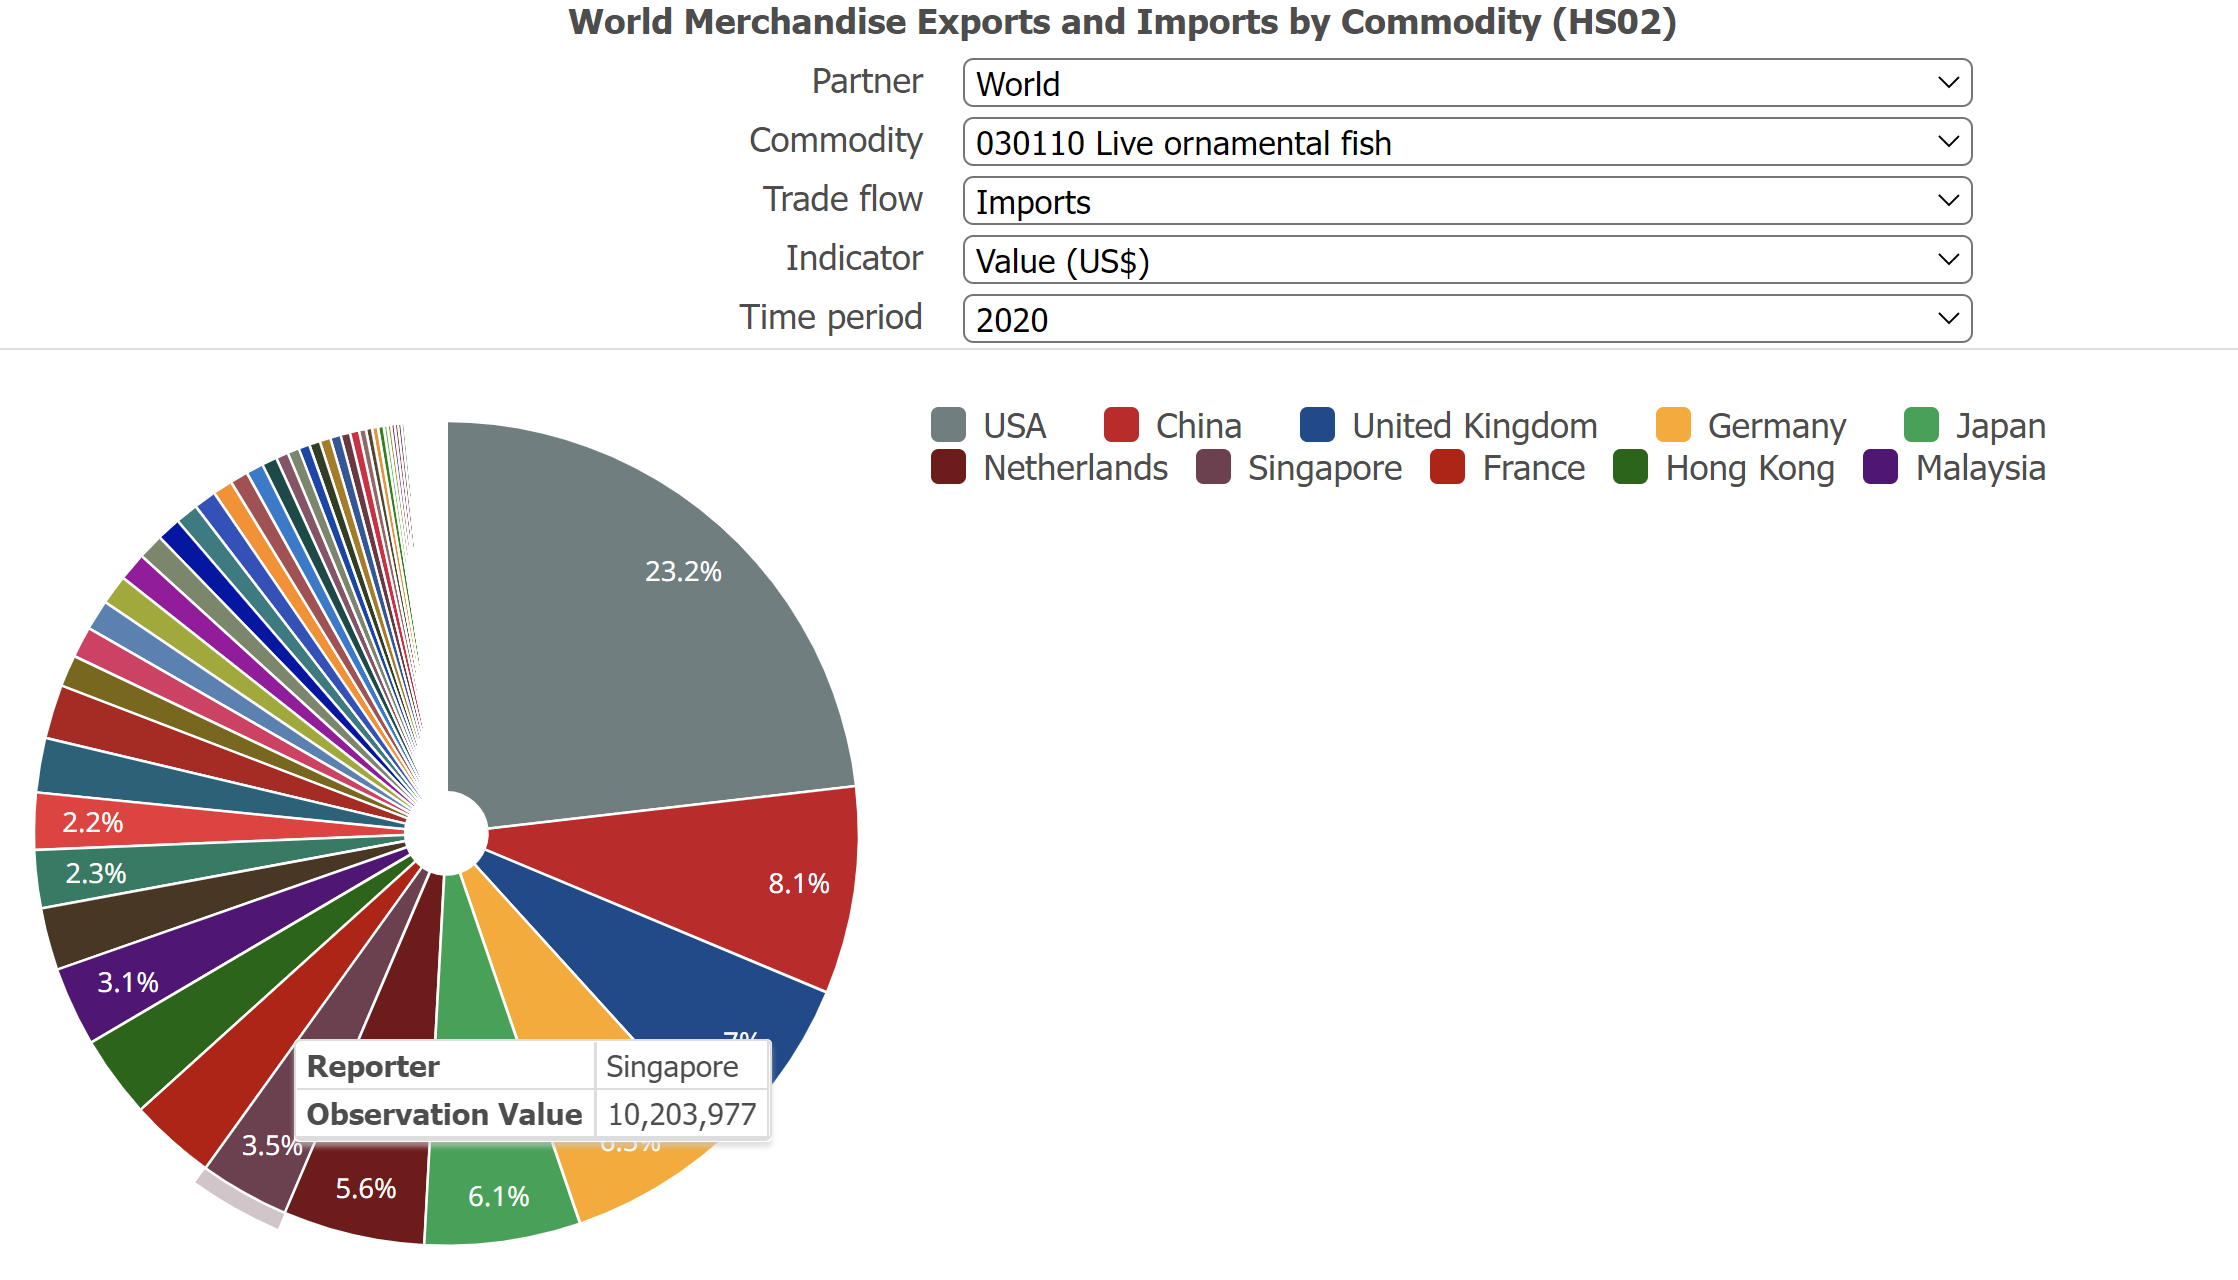 World Merchandise Exports and Imports by Commodity (HS02)
Partner World
Commodity 030110 Live ornamental fish
Trade flow Imports
Indicator Value (US$)
Time period 2020
USA China United Kingdom Germany Japan
Netherlands Singapore France Hong Kong Malaysia
23.2%
8.1%
7%
6.1%
5.6%
3.5%
3.1%
2.3%
2.2%
Reporter Singapore
Observation Value 10,203,977